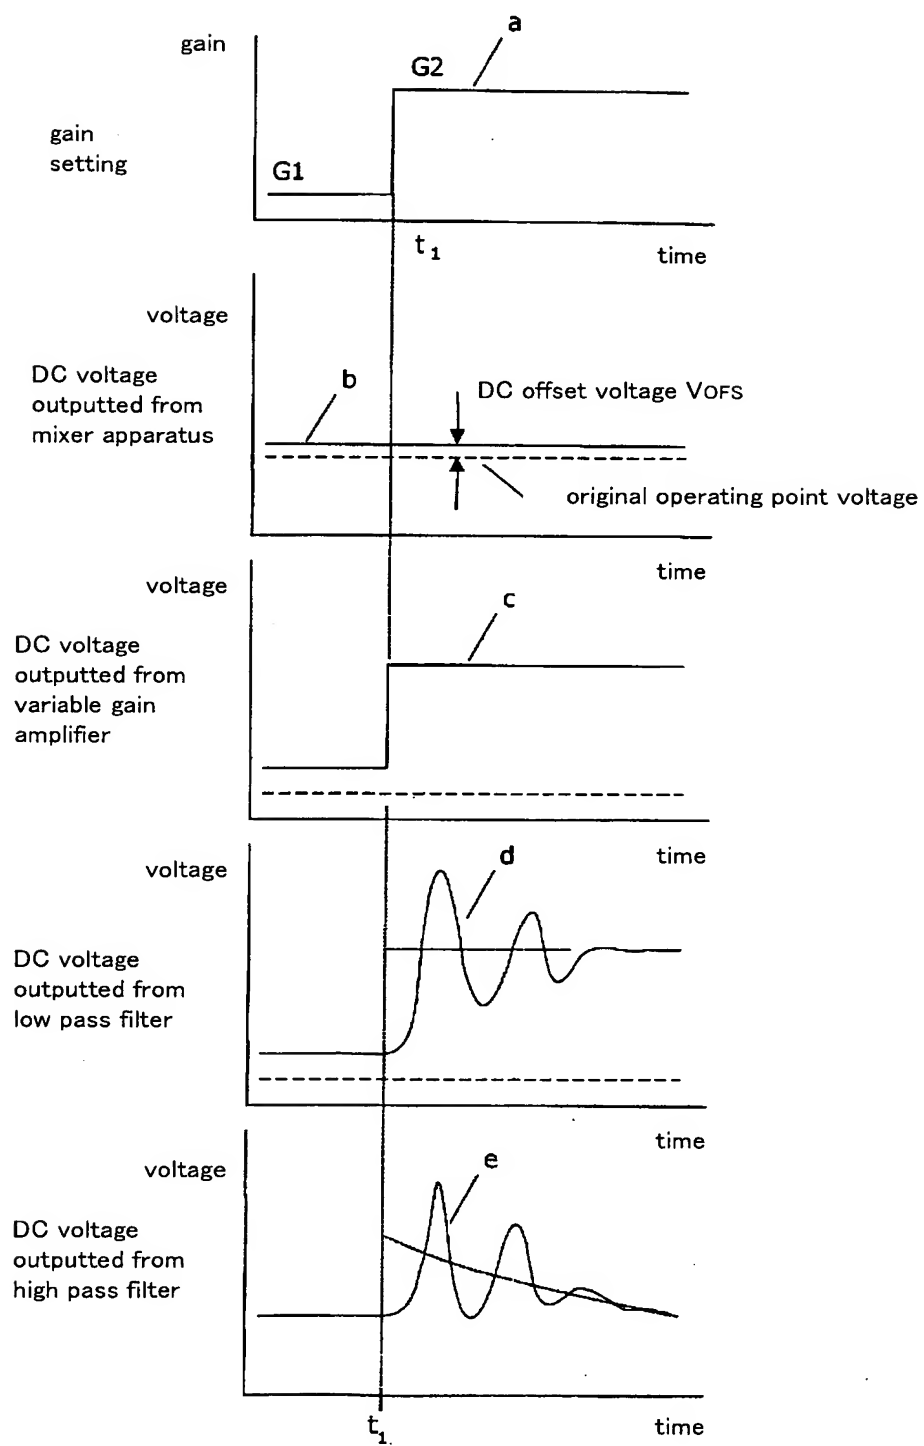 a
gain
G2
gain
setting
G1
t1
time
voltage
DC voltage
outputted from
mixer apparatus
b
DC offset voltage VOFS
original operating point voltage
time
voltage
c
DC voltage
outputted from
variable gain
amplifier
time
voltage
d
DC voltage
outputted from
low pass filter
time
voltage
e
DC voltage
outputted from
high pass filter
t1
time